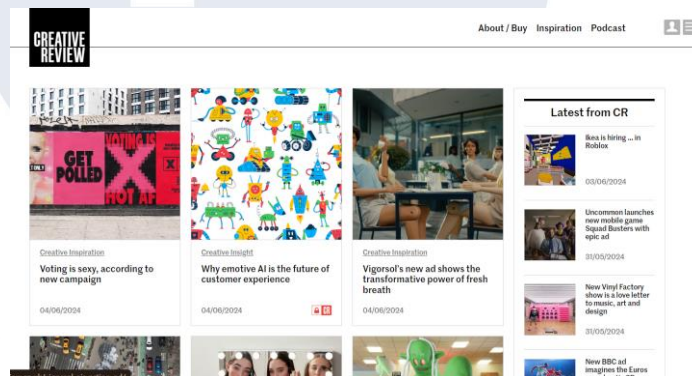 CREATIVE
REVIEW
About / Buy Inspiration Podcast
GET
POLLED
VOTING IS
X
HOT AF
Creative Inspiration
Voting is sexy, according to
new campaign
04/06/2024
Creative Insight
Why emotive AI is the future of
customer experience
04/06/2024
CR
Creative Inspiration
Vigorsol's new ad shows the
transformative power of fresh
breath
04/06/2024
Latest from CR
Ikea is hiring ... in
Roblox
03/06/2024
Uncommon launches
new mobile game
Squad Busters with
epic ad
31/05/2024
New Vinyl Factory
show is a love letter
to music, art and
design
31/05/2024
New BBC ad
imagines the Euros